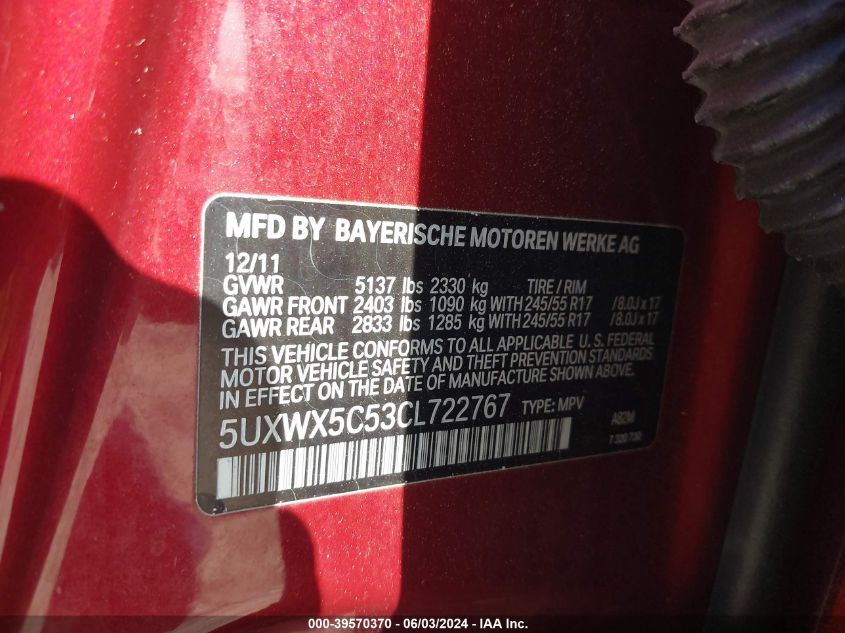 MFD BY BAYERISCHE MOTOREN WERKE AG
12/11
GVWR 5137 lbs 2330 kg TIRE / RIM
GAWR FRONT 2403 lbs 1090 kg WITH 245/55 R17 /8.0J x 17
GAWR REAR 2833 lbs 1285 kg WITH 245/55 R17 /8.0J x 17
THIS VEHICLE CONFORMS TO ALL APPLICABLE U.S. FEDERAL
MOTOR VEHICLE SAFETY AND THEFT PREVENTION STANDARDS
IN EFFECT ON THE DATE OF MANUFACTURE SHOWN ABOVE.
5UXWX5C53CL722767 TYPE: MPV A82M
000-39570370 - 06/03/2024 - IAA Inc.